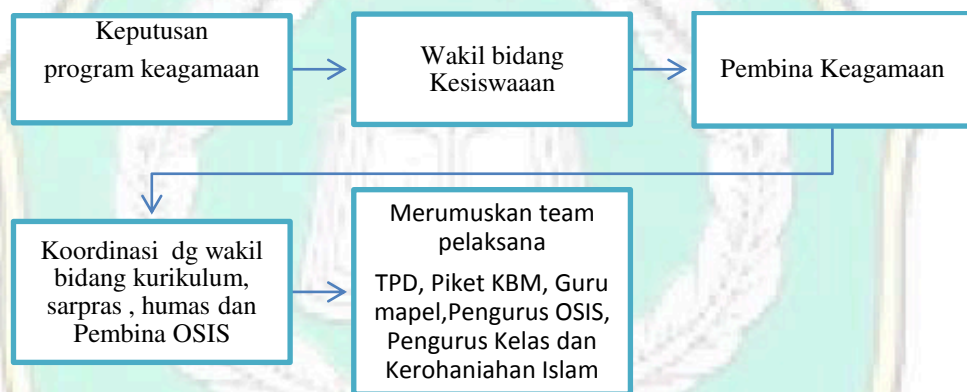 Keputusan
program keagamaan
Wakil bidang
Kesiswaaan
Pembina Keagamaan
Koordinasi dg wakil
bidang kurikulum,
sarpras , humas dan
Pembina OSIS
Merumuskan team
pelaksana
TPD, Piket KBM, Guru
mapel,Pengurus OSIS,
Pengurus Kelas dan
Kerohaniahan Islam